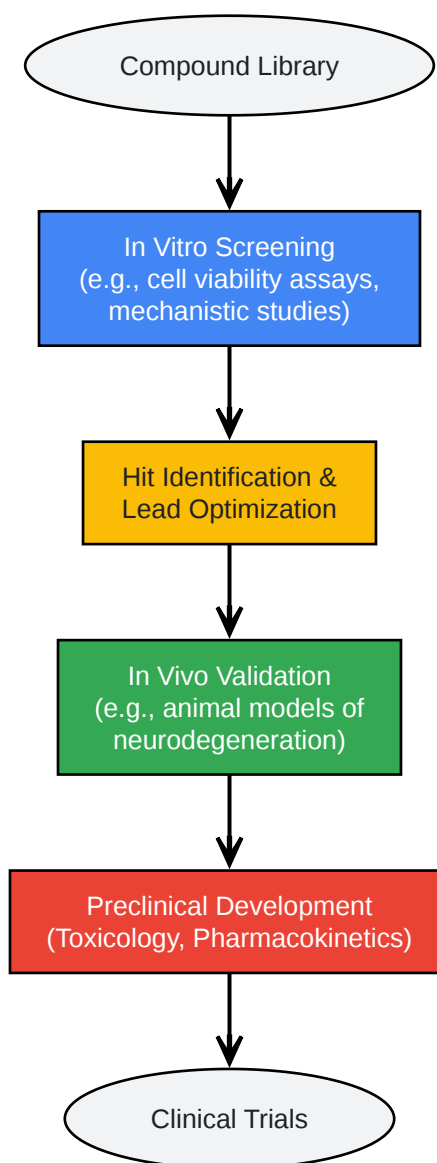 Compound Library
In Vitro Screening
(e.g., cell viability assays,
mechanistic studies)
Hit Identification &
Lead Optimization
In Vivo Validation
(e.g., animal models of
neurodegeneration)
Preclinical Development
(Toxicology, Pharmacokinetics)
Clinical Trials